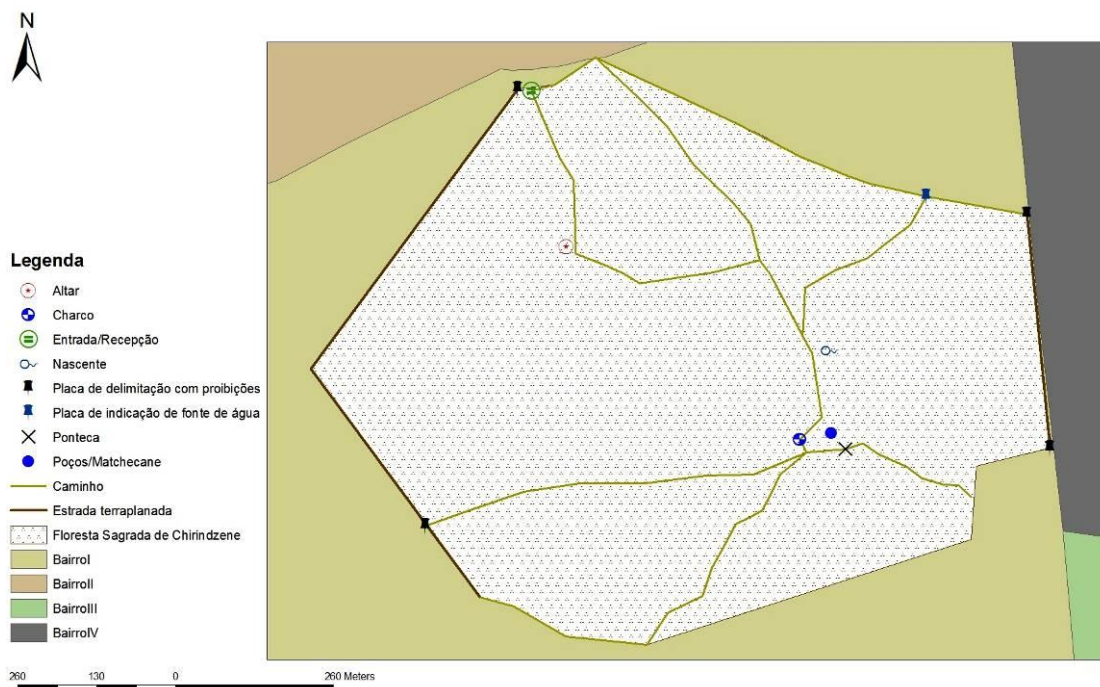 N
Legenda
Altar
Charco
Entrada/Recepção
Nascente
Placa de delimitação com proibições
Placa de indicação de fonte de água
Ponteca
Poços/Matchecane
Caminho
Estrada terraplanada
Floresta Sagrada de Chirindzene
BairroI
BairroII
BairroIII
BairroIV
260 130 0 260 Meters